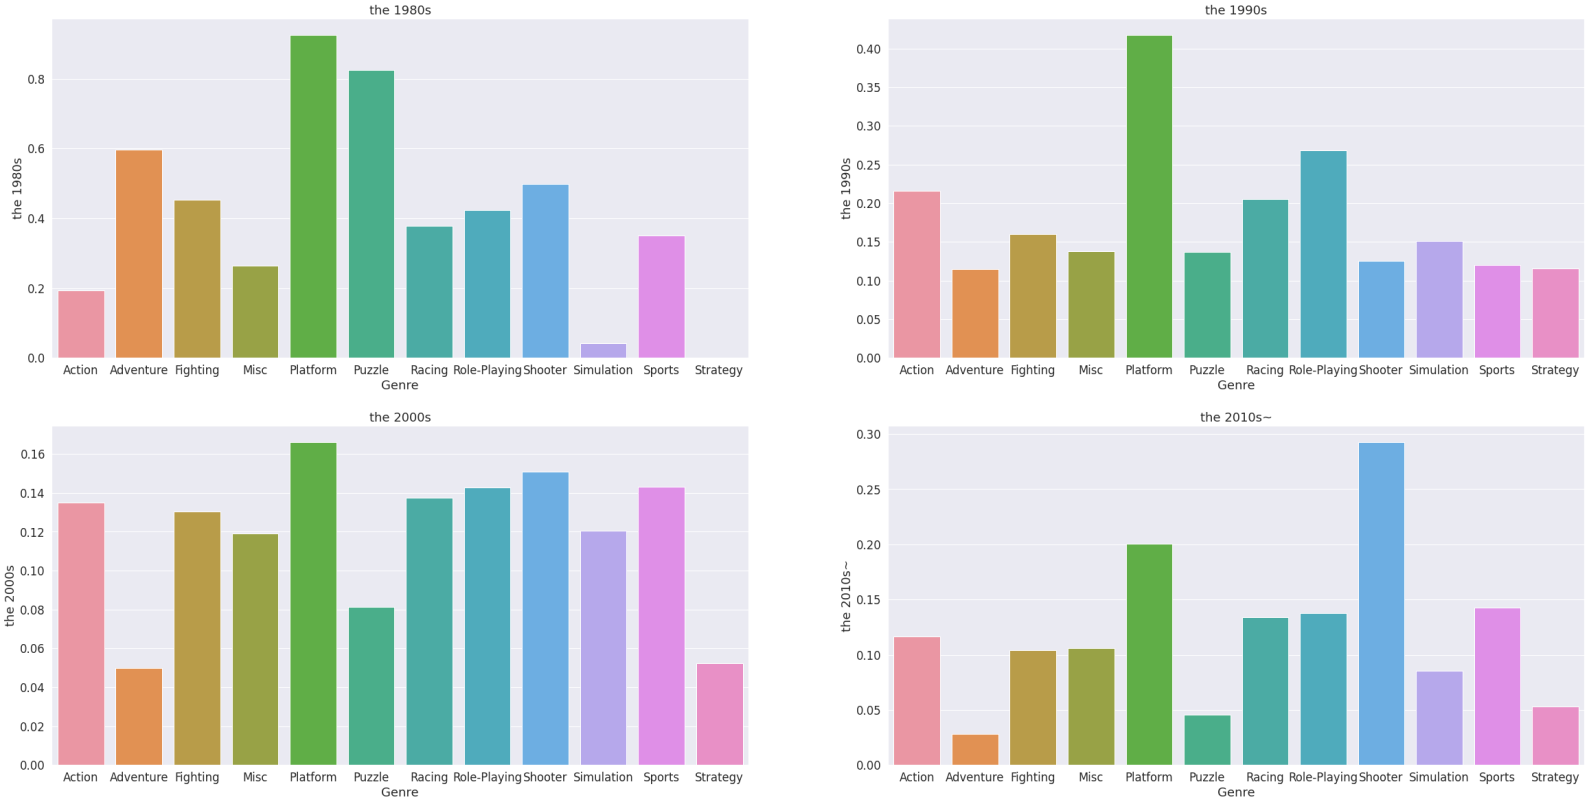 the 1980s
the 1980s
0.8
0.6
0.4
0.2
0.0
Action Adventure Fighting Misc Platform Puzzle Racing Role-Playing Shooter Simulation Sports Strategy
Genre
the 1990s
the 1990s
0.40
0.35
0.30
0.25
0.20
0.15
0.10
0.05
0.00
Action Adventure Fighting Misc Platform Puzzle Racing Role-Playing Shooter Simulation Sports Strategy
Genre
the 2000s
the 2000s
0.16
0.14
0.12
0.10
0.08
0.06
0.04
0.02
0.00
Action Adventure Fighting Misc Platform Puzzle Racing Role-Playing Shooter Simulation Sports Strategy
Genre
the 2010s~
the 2010s~
0.30
0.25
0.20
0.15
0.10
0.05
0.00
Action Adventure Fighting Misc Platform Puzzle Racing Role-Playing Shooter Simulation Sports Strategy
Genre